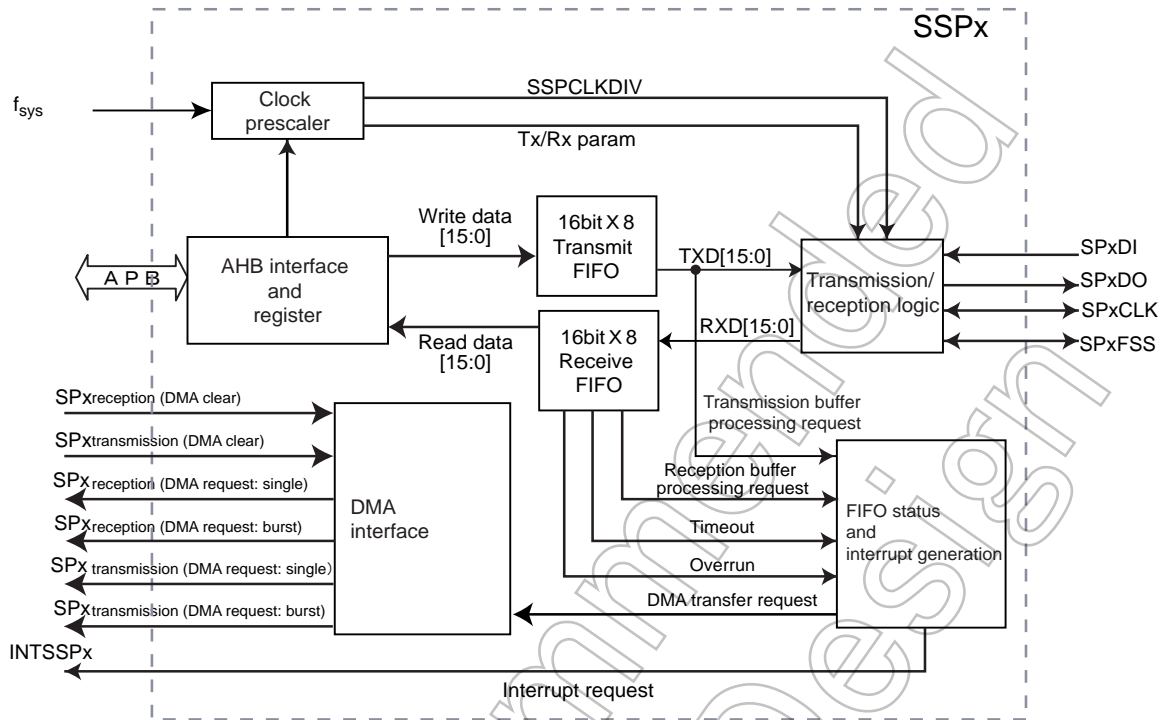 SSPx
fsys
Clock
prescaler
SSPCLKDIV
Tx/Rx param
Write data
[15:0]
16bit X 8
Transmit
FIFO
TXD[15:0]
Transmission/
reception logic
SPxDI
SPxDO
SPxCLK
SPxFSS
APB
AHB interface
and
register
Read data
[15:0]
16bit X 8
Receive
FIFO
RXD[15:0]
SPxreception (DMA clear)
SPxtransmission (DMA clear)
SPx reception (DMA request: single)
SPxreception (DMA request: burst)
SPx transmission (DMA request: single)
SPxtransmission (DMA request: burst)
INTSSPx
DMA
interface
Transmission buffer
processing request
Reception buffer
processing request
Timeout
Overrun
DMA transfer request
FIFO status
and
interrupt generation
Interrupt request
Design